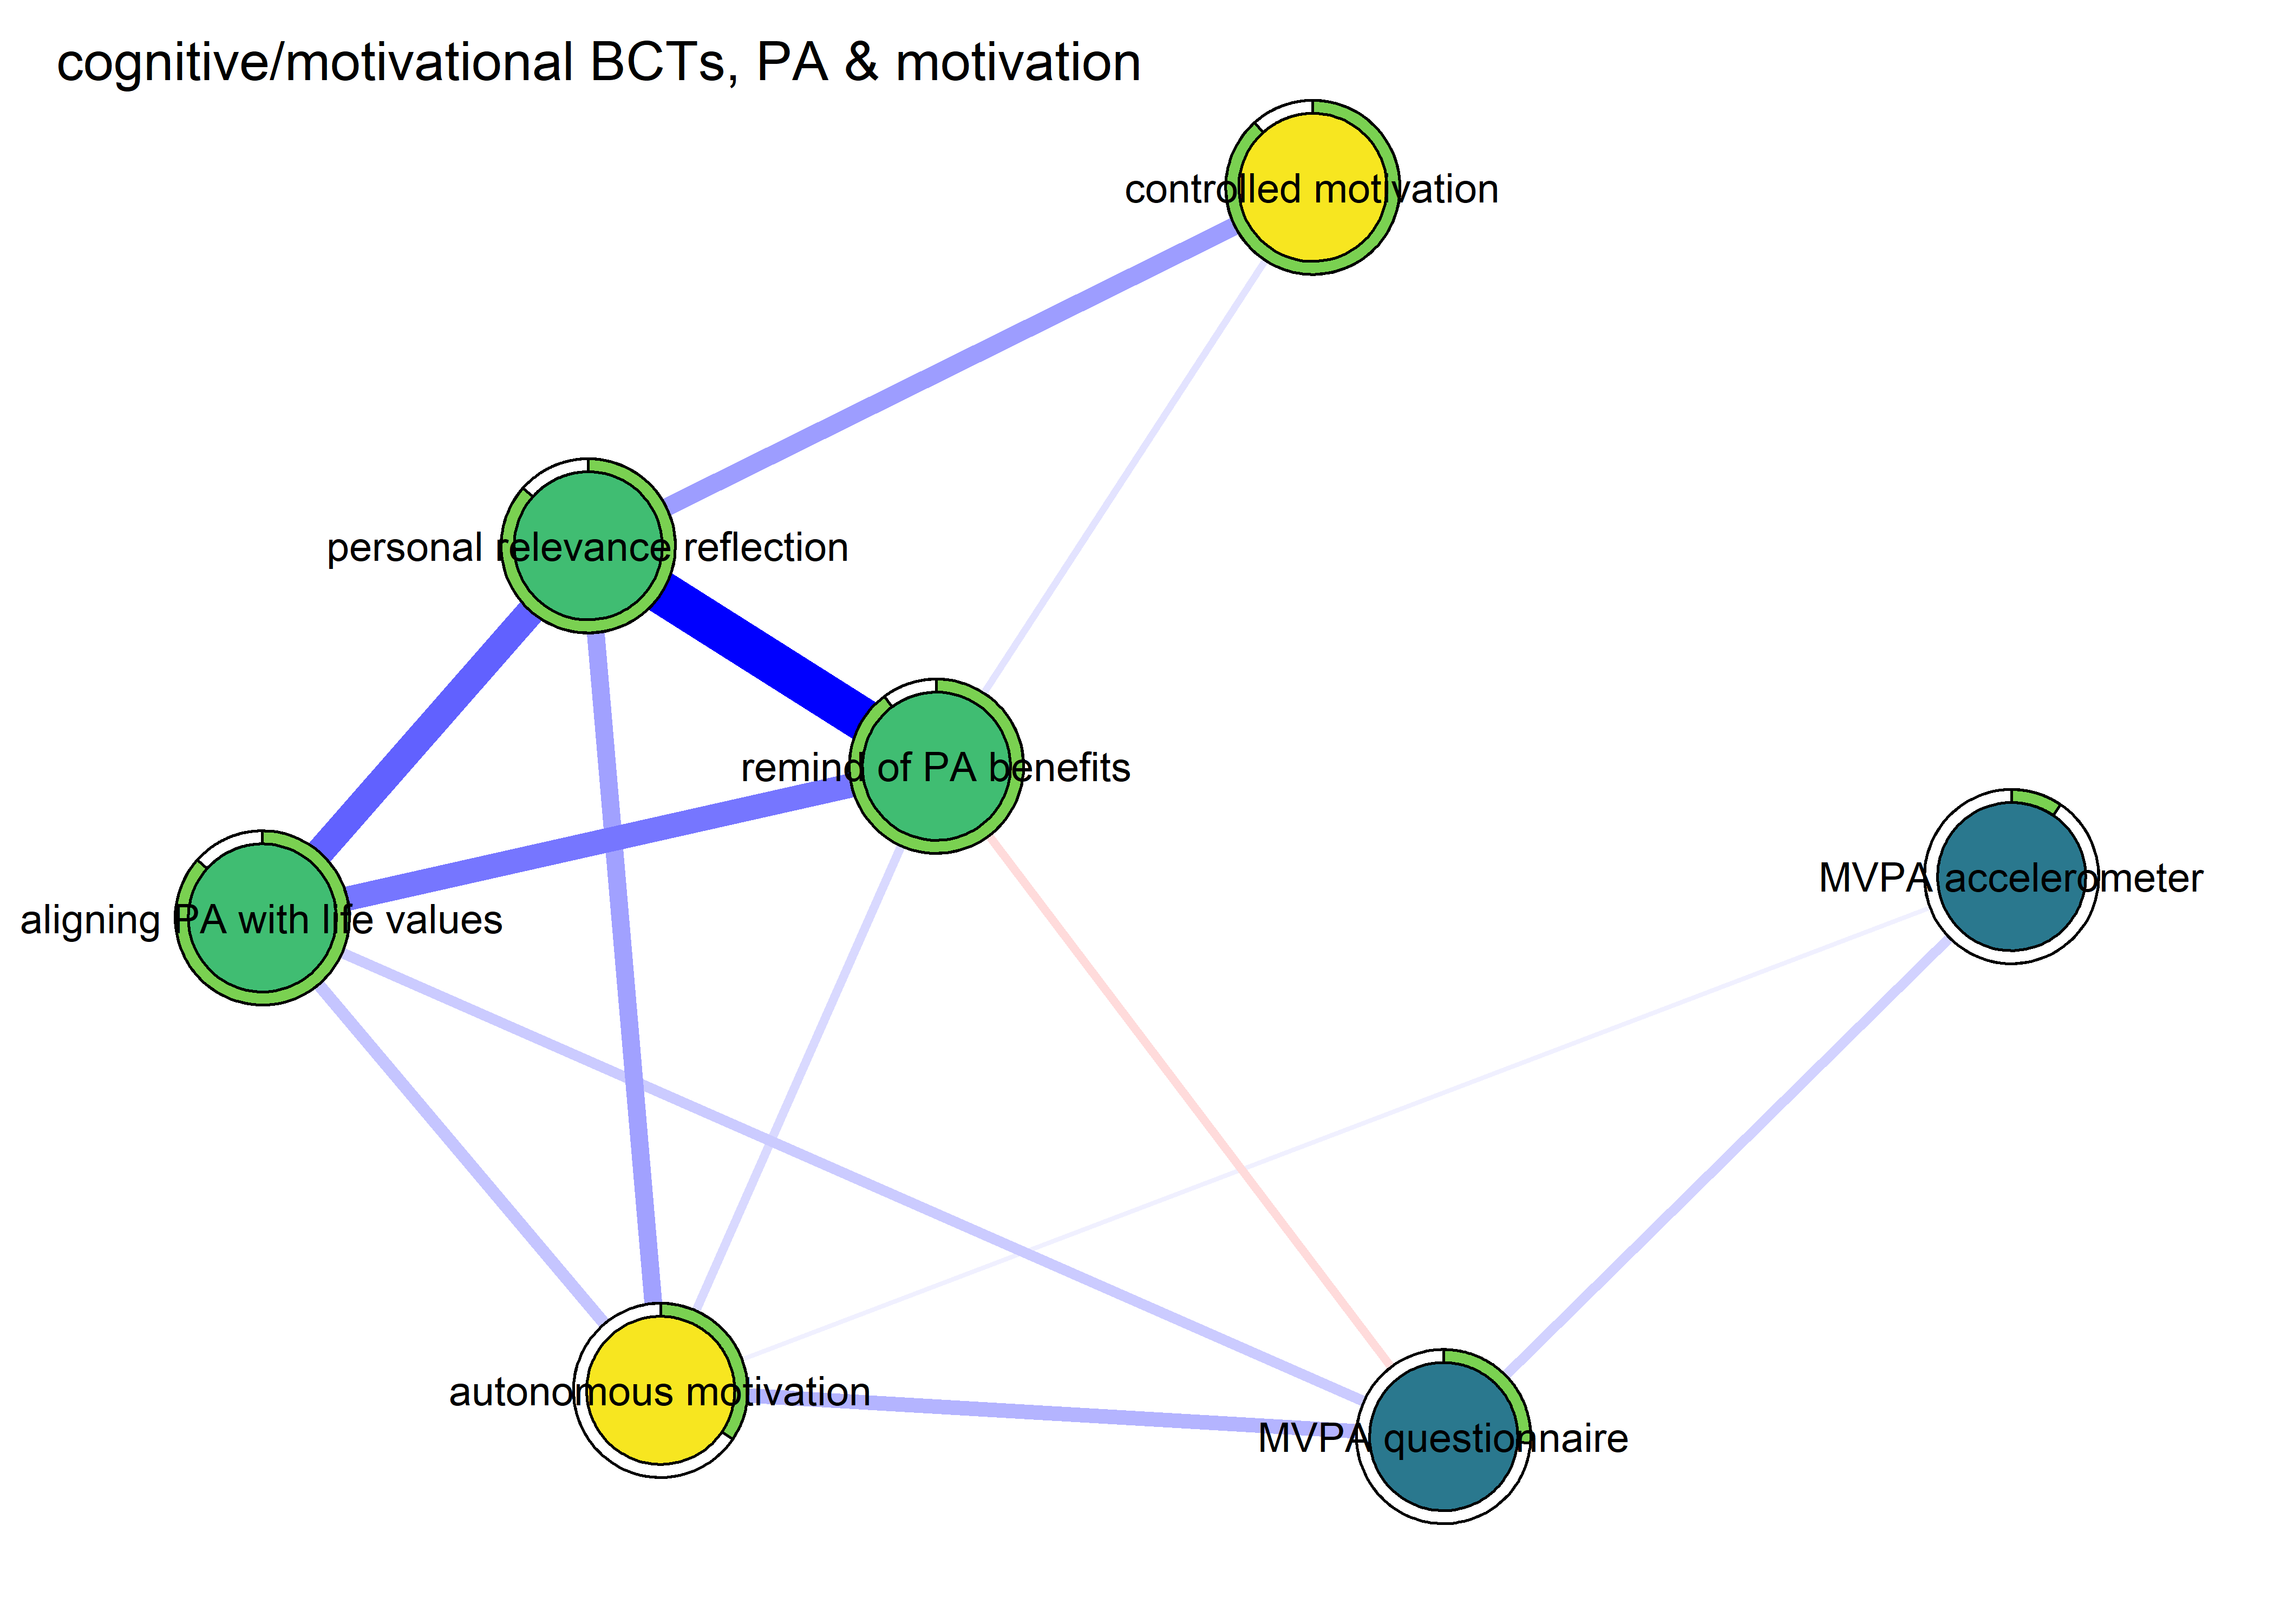 cognitive/motivational BCTs, PA & motivation
controlled motivation
personal relevance reflection
remind of PA benefits
MVPA accelerometer
aligning PA with life values
autonomous motivation
MVPA questionnaire